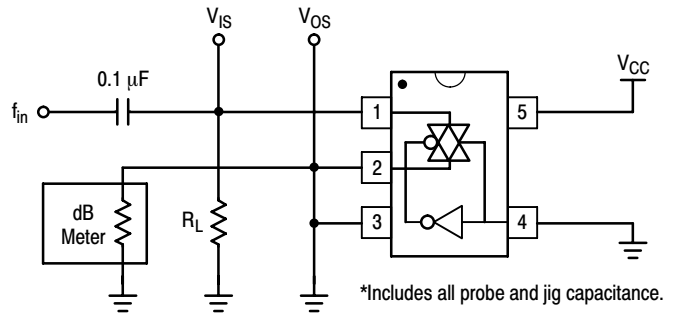 V_IS V_OS
V_CC
0.1 μF
f_in
1 5
2
dB
Meter
R_L
3 4
*Includes all probe and jig capacitance.